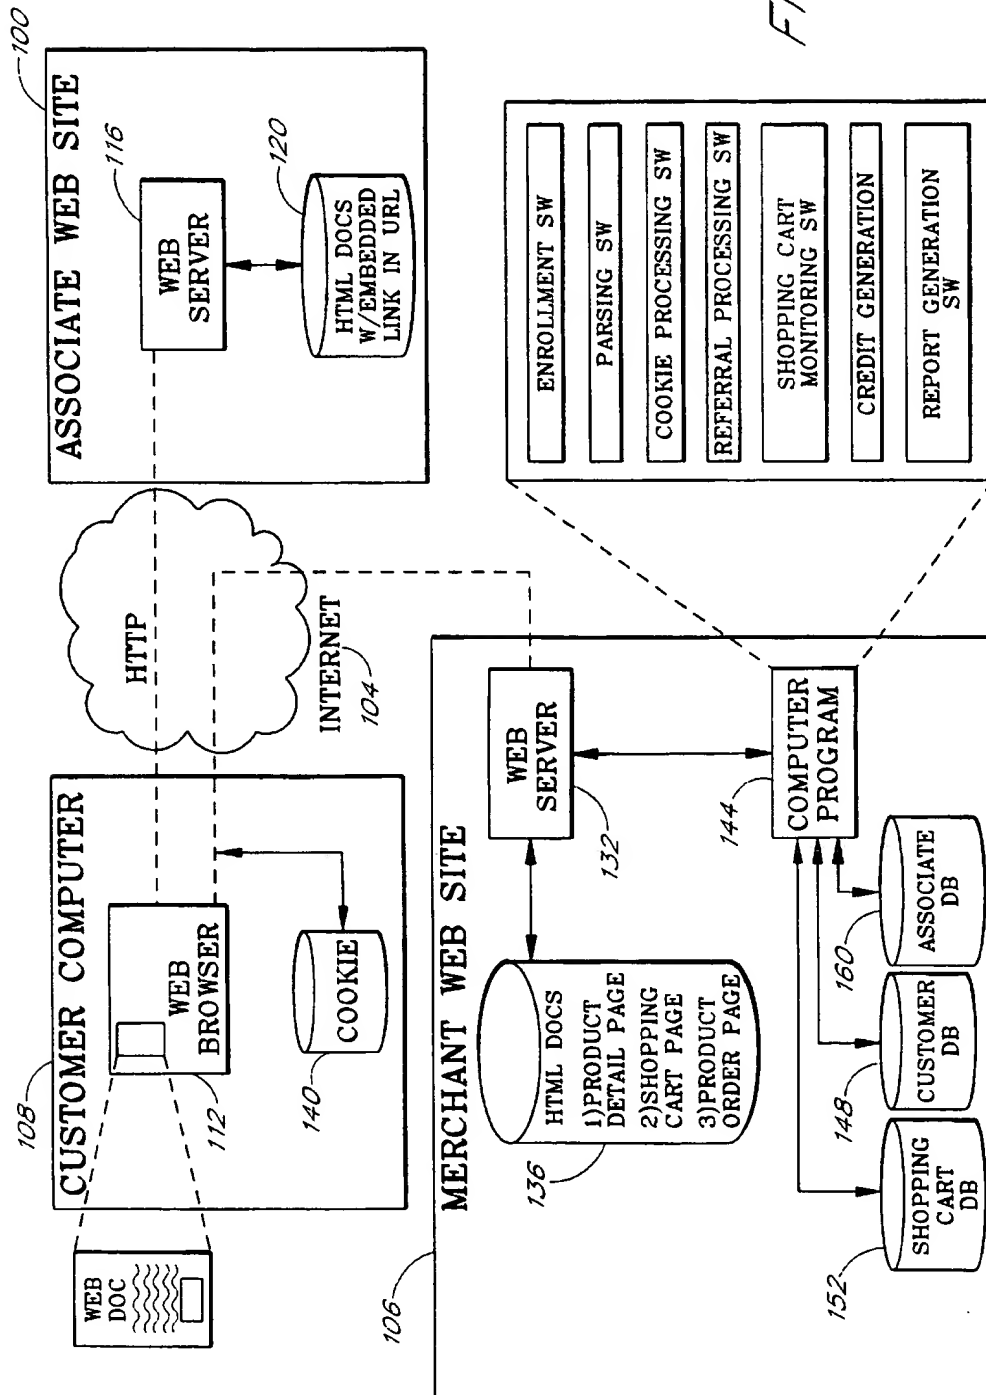 108
CUSTOMER COMPUTER
WEB
DOC
WEB
BROWSER
112
COOKIE
140
HTTP
INTERNET
104
100
ASSOCIATE WEB SITE
116
WEB
SERVER
120
HTML DOCS
W/EMBEDDED
LINK IN URL
106
MERCHANT WEB SITE
HTML DOCS
1)PRODUCT
DETAIL PAGE
2)SHOPPING
CART PAGE
3)PRODUCT
ORDER PAGE
136
WEB
SERVER
132
144
COMPUTER
PROGRAM
SHOPPING
CART
DB
152
CUSTOMER
DB
148
ASSOCIATE
DB
160
ENROLLMENT SW
PARSING SW
COOKIE PROCESSING SW
REFERRAL PROCESSING SW
SHOPPING CART
MONITORING SW
CREDIT GENERATION
REPORT GENERATION
SW